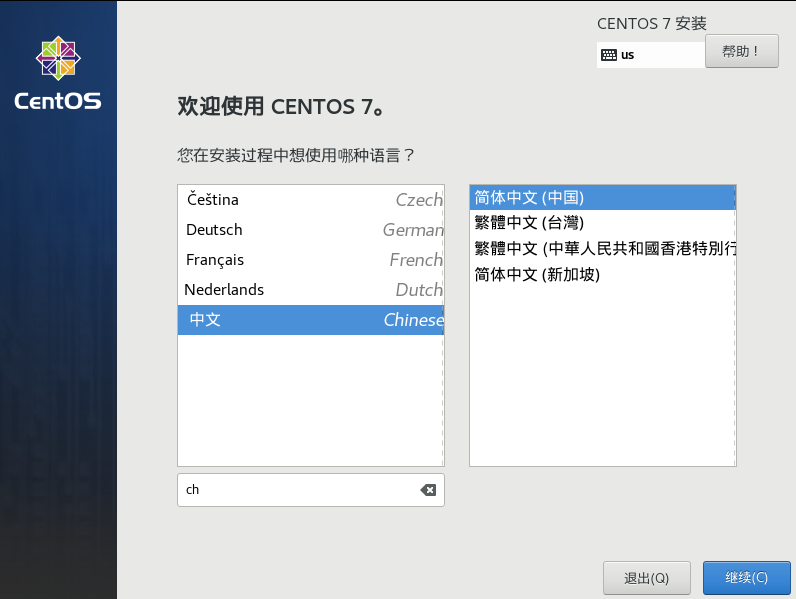 CENTOS 7 安装
us
帮助！
CentOS
欢迎使用 CENTOS 7。
您在安装过程中想使用哪种语言？
Čeština Czech
Deutsch German
Français French
Nederlands Dutch
中文 Chinese
简体中文 (中国)
繁體中文 (台灣)
繁體中文 (中華人民共和國香港特別行
简体中文 (新加坡)
ch
退出(Q)
继续(C)